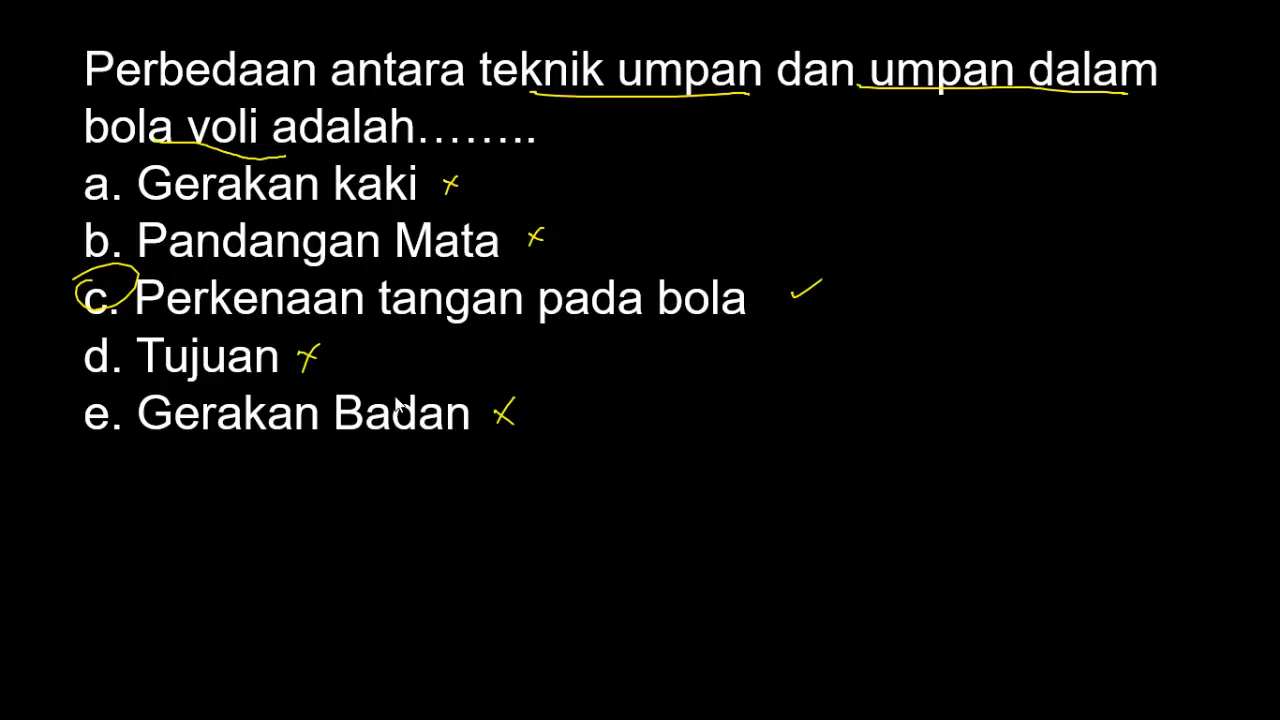 Perbedaan antara teknik umpan dan umpan dalam
bola voli adalah……..
a. Gerakan kaki
b. Pandangan Mata
c. Perkenaan tangan pada bola
d. Tujuan
e. Gerakan Badan